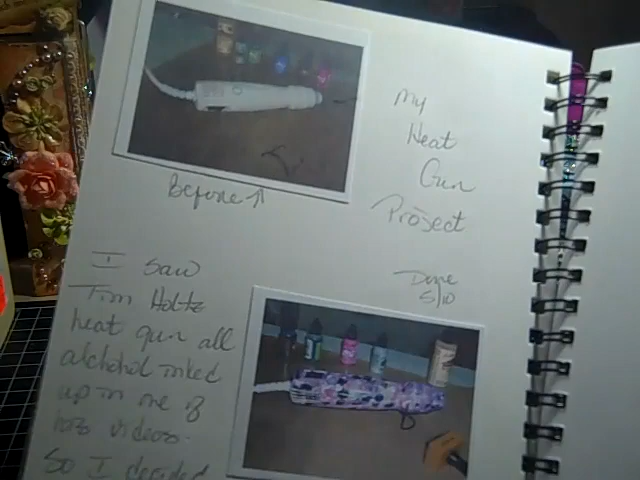 My
Heat
Gun
Project
Before
Done
5/10
I saw
Tim Holtz
heat gun all
alchohol inked
up in one of
his videos.
So I decided